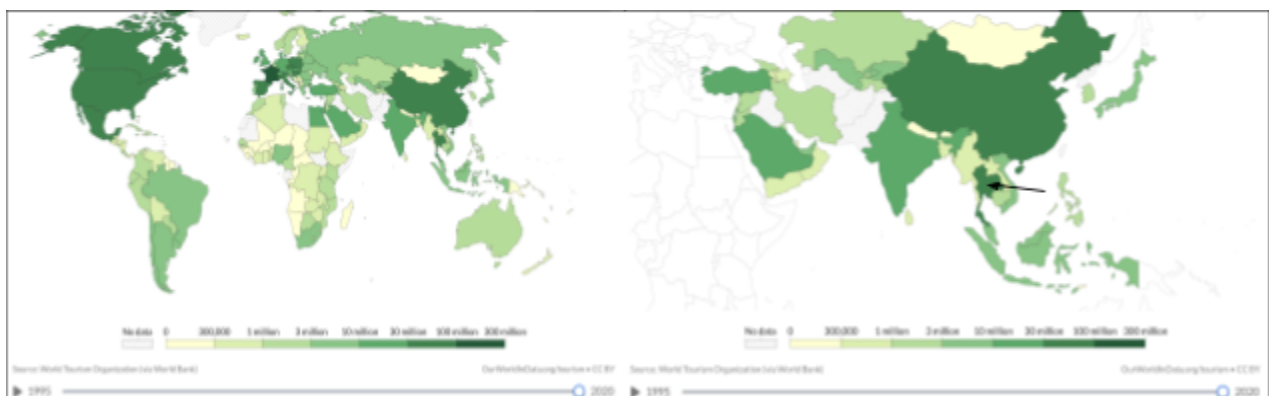 No data 0 300,000 1 million 3 million 10 million 30 million 100 million 300 million
Source: World Tourism Organization (via World Bank) OurWorldInData.org/tourism • CC BY
▶ 1995 2020
No data 0 300,000 1 million 3 million 10 million 30 million 100 million 300 million
Source: World Tourism Organization (via World Bank) OurWorldInData.org/tourism • CC BY
▶ 1995 2020